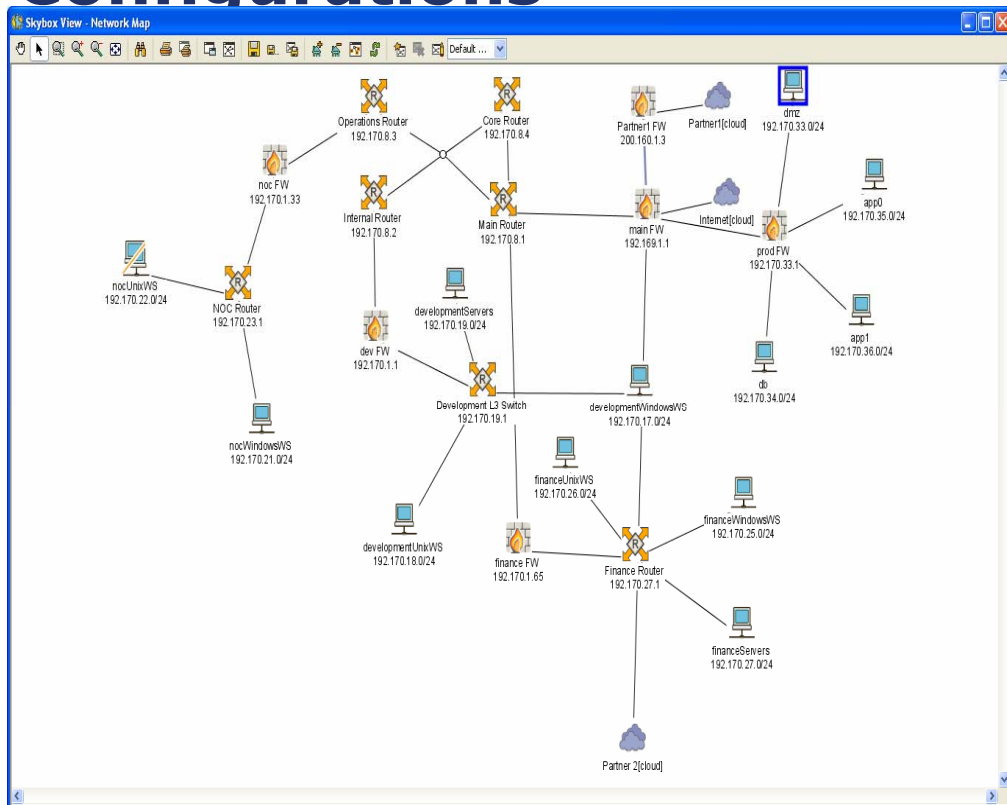 Configurations
Skybox View - Network Map
Default ...
Operations Router
192.170.8.3
Core Router
192.170.8.4
Partner1 FW
200.160.1.3
Partner1[cloud]
dmz
192.170.33.0/24
noc FW
192.170.1.33
Internal Router
192.170.8.2
Main Router
192.170.8.1
main FW
192.169.1.1
Internet[cloud]
app0
192.170.35.0/24
prod FW
192.170.33.1
nocUnixWS
192.170.22.0/24
NOC Router
192.170.23.1
developmentServers
192.170.19.0/24
dev FW
192.170.1.1
app1
192.170.36.0/24
db
192.170.34.0/24
Development L3 Switch
192.170.19.1
developmentWindowsWS
192.170.17.0/24
nocWindowsWS
192.170.21.0/24
financeUnixWS
192.170.26.0/24
financeWindowsWS
192.170.25.0/24
developmentUnixWS
192.170.18.0/24
finance FW
192.170.1.65
Finance Router
192.170.27.1
financeServers
192.170.27.0/24
Partner 2[cloud]